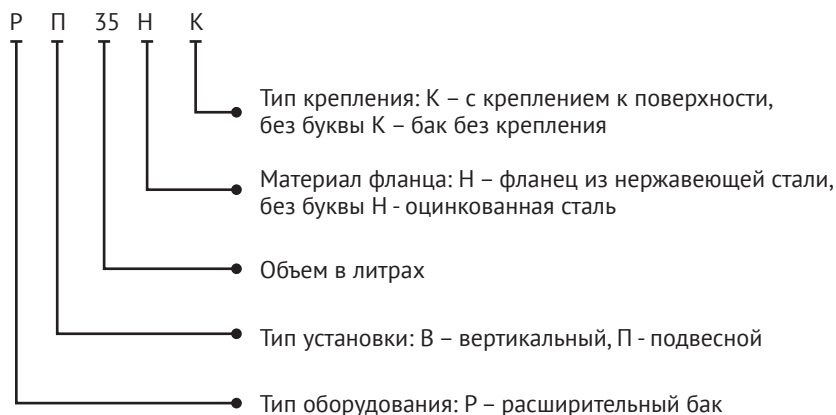 Р П 35 Н К
Тип крепления: К – с креплением к поверхности,
без буквы К – бак без крепления
Материал фланца: Н – фланец из нержавеющей стали,
без буквы Н - оцинкованная сталь
Объем в литрах
Тип установки: В – вертикальный, П - подвесной
Тип оборудования: Р – расширительный бак